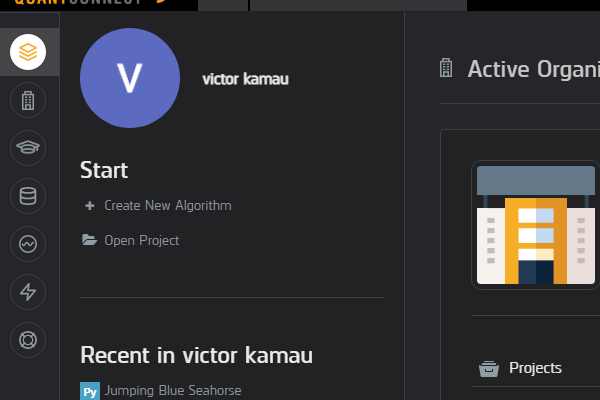 QUANTCONNECT
V
victor kamau
Start
Create New Algorithm
Open Project
Recent in victor kamau
Py Jumping Blue Seahorse
Active Organi
Projects